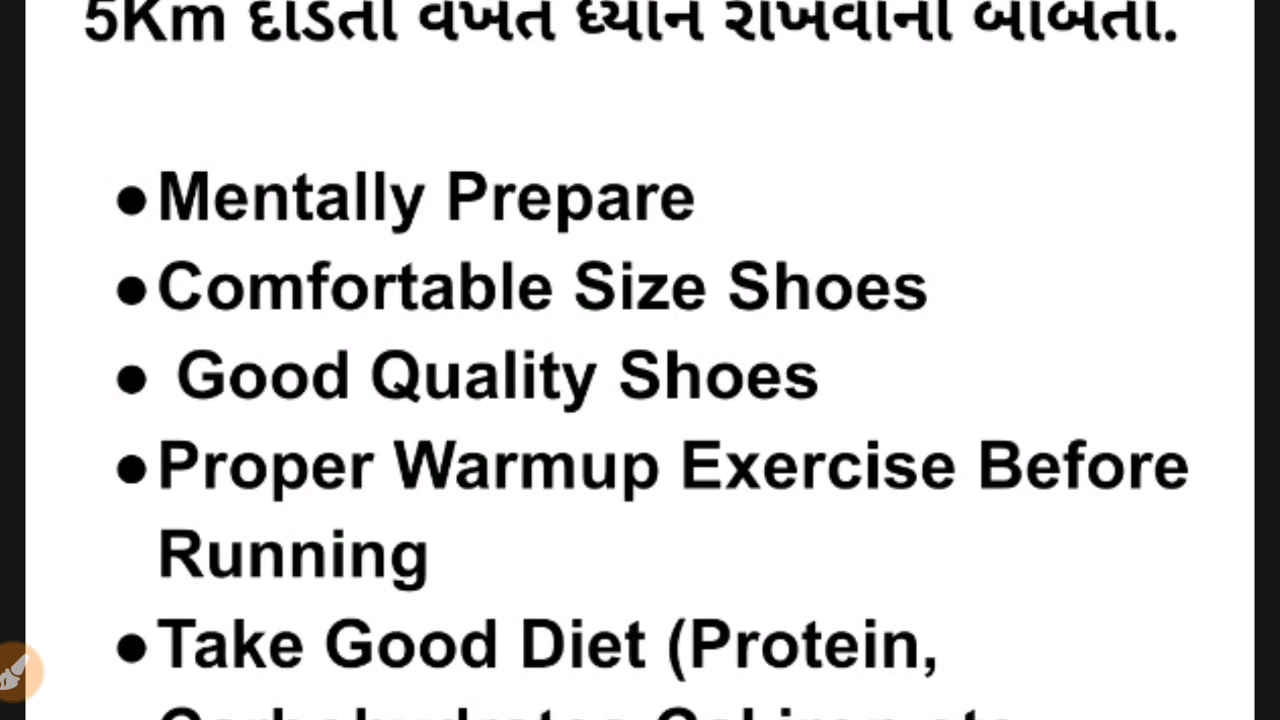 5Km દોડતી વખતે ધ્યાન રાખવાની બાબતો.
●Mentally Prepare
●Comfortable Size Shoes
● Good Quality Shoes
●Proper Warmup Exercise Before
Running
●Take Good Diet (Protein,